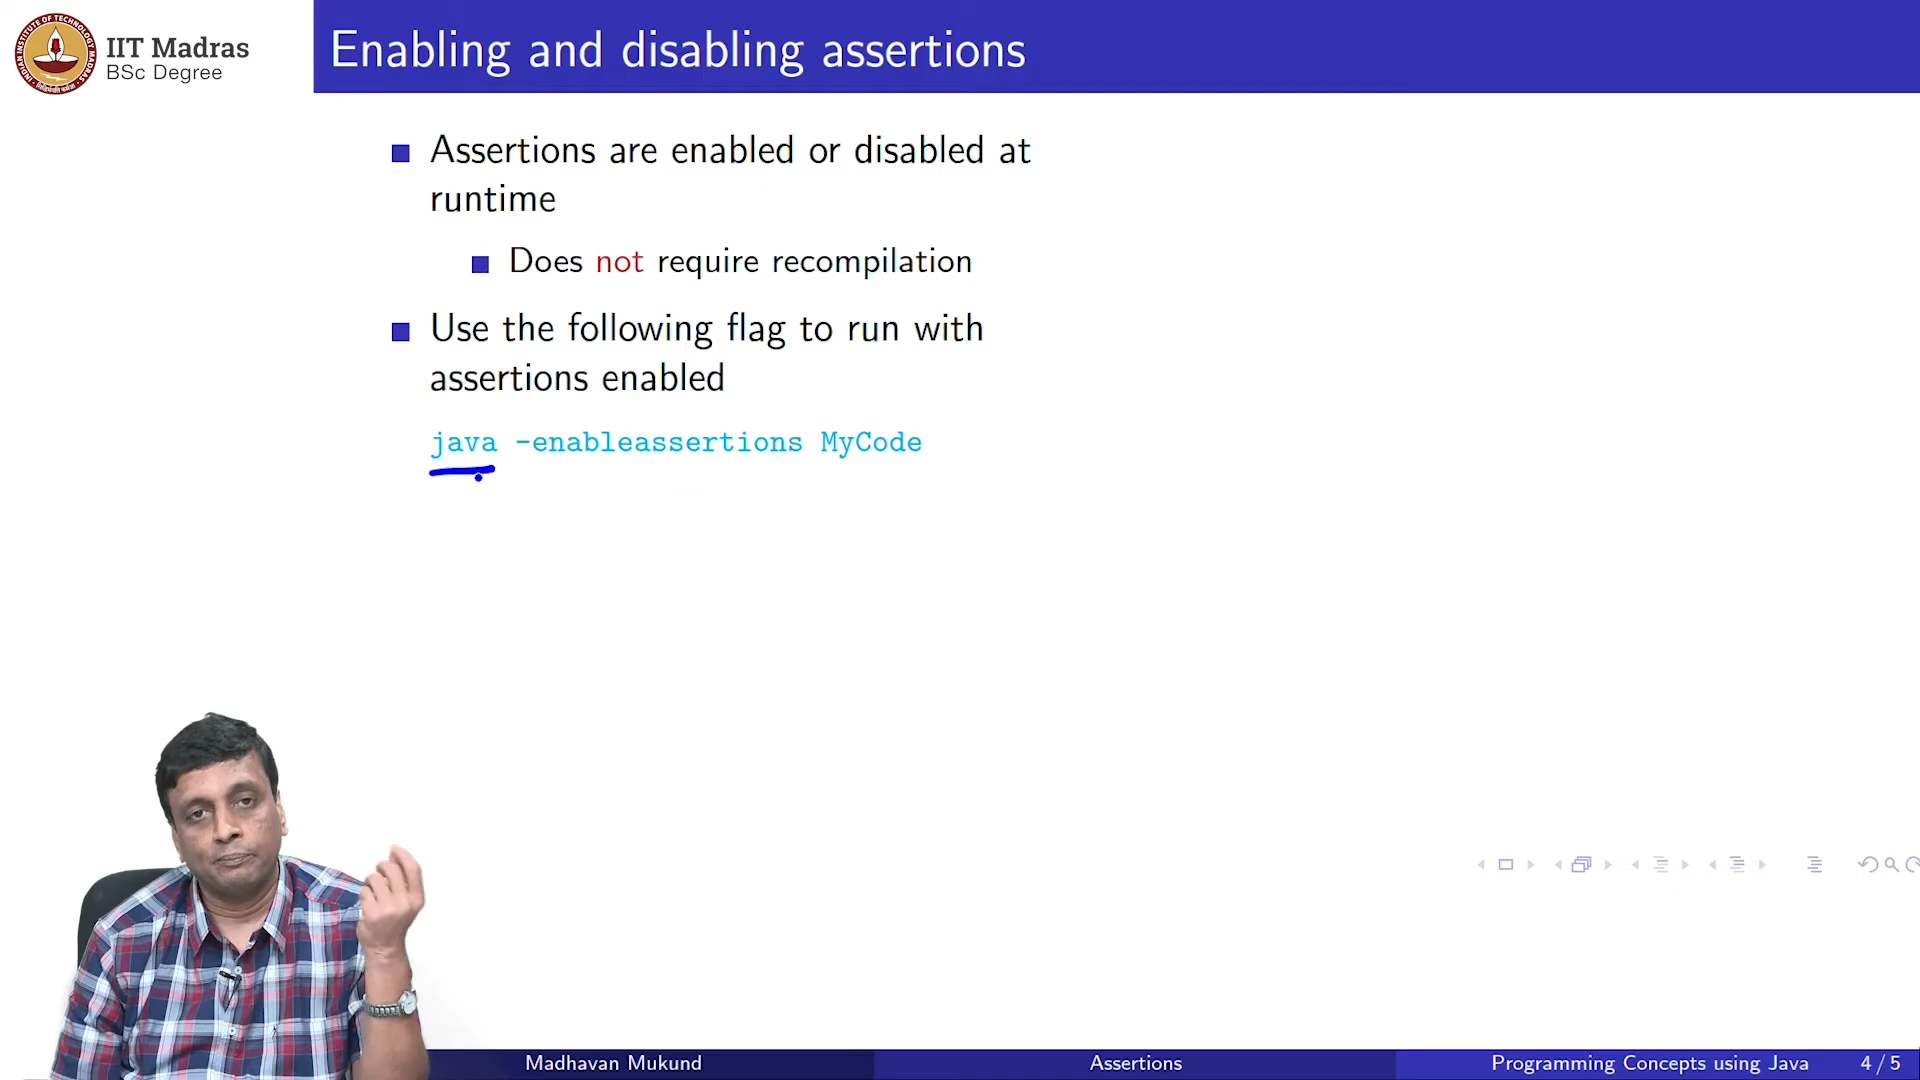 IIT Madras
BSc Degree
Enabling and disabling assertions
Assertions are enabled or disabled at
runtime
Does not require recompilation
Use the following flag to run with
assertions enabled
java -enableassertions MyCode
Madhavan Mukund
Assertions
Programming Concepts using Java
4 / 5